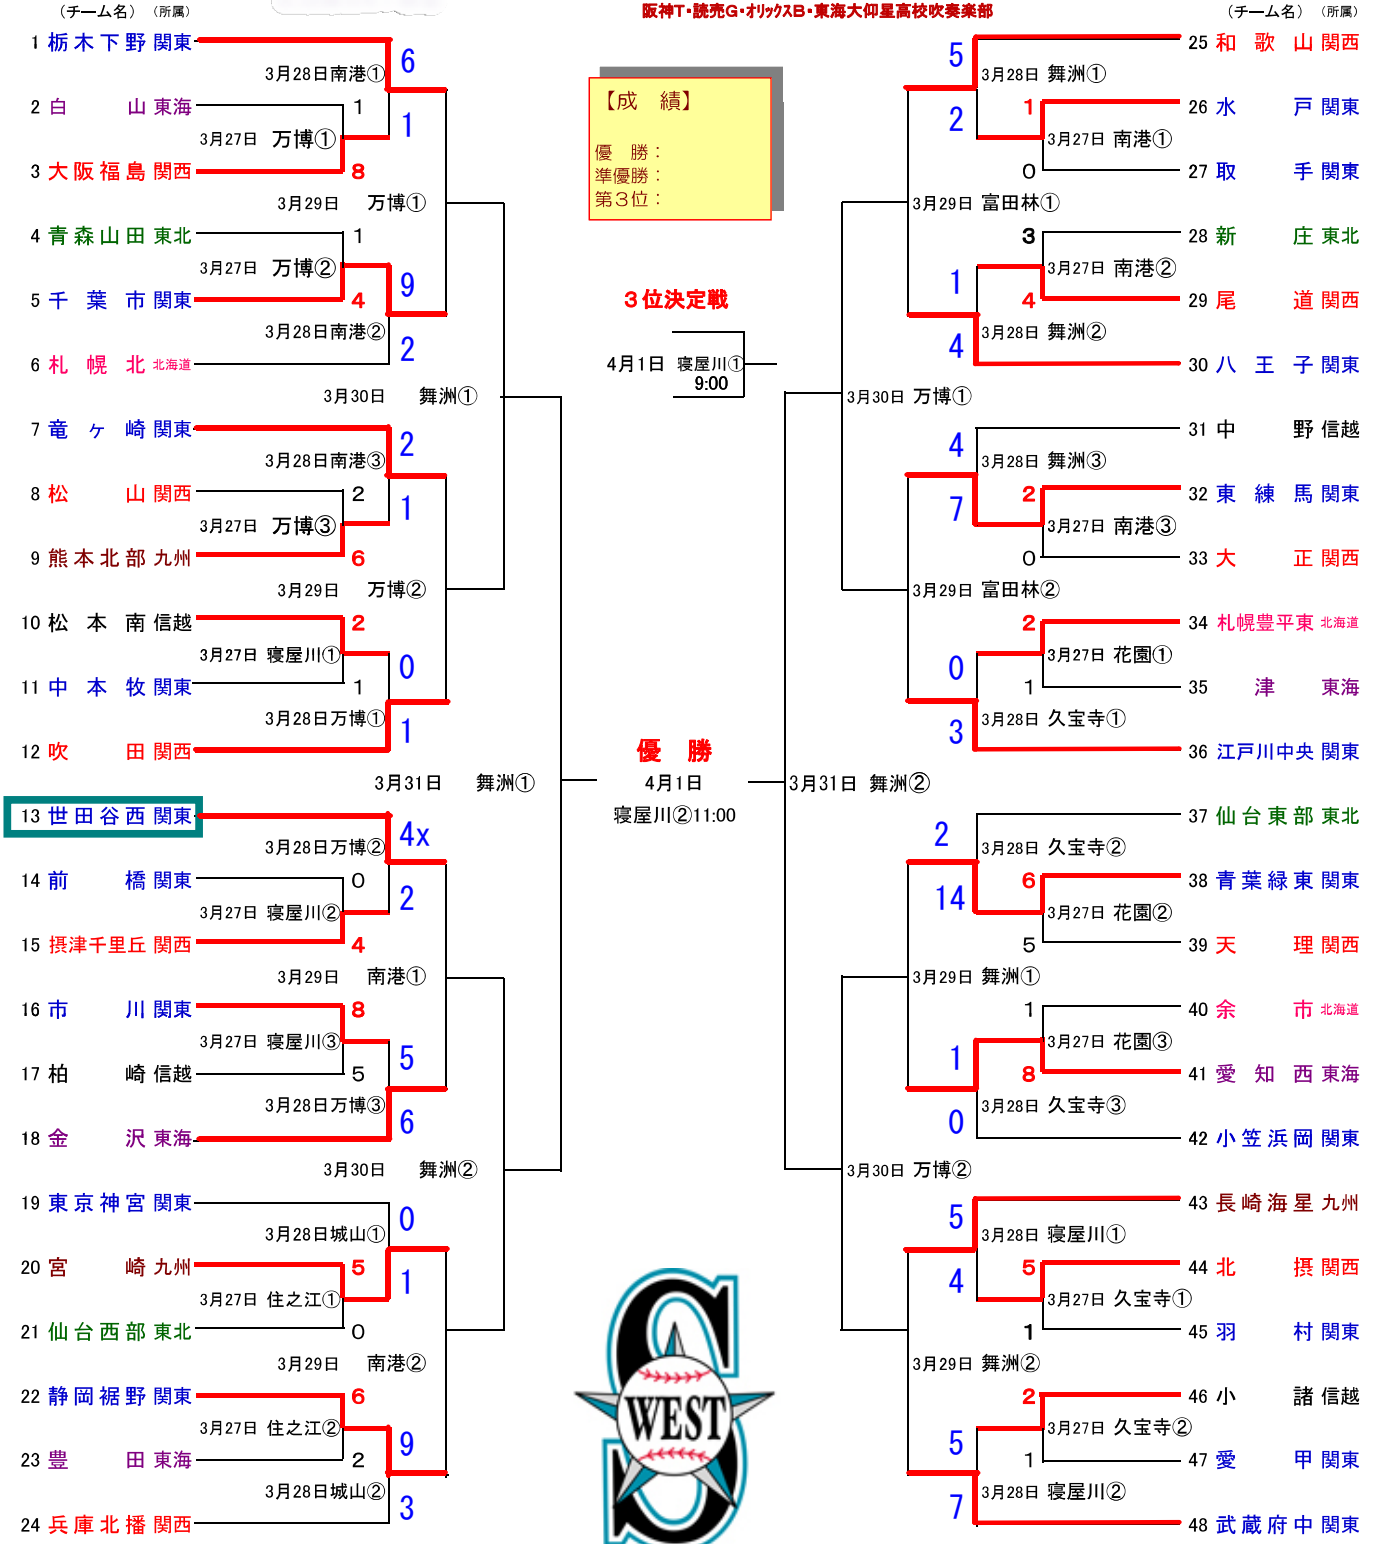 阪神T・読売G・オリックスB・東海大仰星高校吹奏楽部
（チーム名）（所属）
1 栃木下野 関東
6
3月28日南港①
2 白山 東海
1
3月27日 万博①
1
3 大阪福島 関西
8
3月29日 万博①
4 青森山田 東北
1
3月27日 万博②
9
5 千葉市 関東
4
3月28日南港②
2
6 札幌北 北海道
3月30日 舞洲①
7 竜ヶ崎 関東
2
3月28日南港③
8 松山 関西
2
3月27日 万博③
1
9 熊本北部 九州
6
3月29日 万博②
10 松本南 信越
2
3月27日 寝屋川①
0
11 中本牧 関東
1
3月28日万博①
1
12 吹田 関西
3月31日 舞洲①
13 世田谷西 関東
4x
3月28日万博②
14 前橋 関東
0
3月27日 寝屋川②
2
15 摂津千里丘 関西
4
3月29日 南港①
16 市川 関東
8
3月27日 寝屋川③
5
17 柏崎 信越
5
3月28日万博③
6
18 金沢 東海
3月30日 舞洲②
19 東京神宮 関東
0
3月28日城山①
20 宮崎 九州
5
3月27日 住之江①
1
21 仙台西部 東北
0
3月29日 南港②
22 静岡裾野 関東
6
3月27日 住之江②
9
23 豊田 東海
2
3月28日城山②
3
24 兵庫北播 関西
【成 績】
優 勝：
準優勝：
第３位：
３位決定戦
4月1日 寝屋川①
9:00
優 勝
4月1日
寝屋川②11:00
S
WEST
（チーム名）（所属）
25 和歌山 関西
5
3月28日 舞洲①
26 水戸 関東
1
3月27日 南港①
2
27 取手 関東
0
3月29日 富田林①
28 新庄 東北
3
3月27日 南港②
1
29 尾道 関西
4
3月28日 舞洲②
4
30 八王子 関東
3月30日 万博①
31 中野 信越
4
3月28日 舞洲③
32 東練馬 関東
2
3月27日 南港③
7
33 大正 関西
0
3月29日 富田林②
34 札幌豊平東 北海道
2
3月27日 花園①
0
35 津 東海
1
3月28日 久宝寺①
3
36 江戸川中央 関東
3月31日 舞洲②
37 仙台東部 東北
2
3月28日 久宝寺②
38 青葉緑東 関東
6
3月27日 花園②
14
39 天理 関西
5
3月29日 舞洲①
40 余市 北海道
1
3月27日 花園③
1
41 愛知西 東海
8
3月28日 久宝寺③
0
42 小笠浜岡 関東
3月30日 万博②
43 長崎海星 九州
5
3月28日 寝屋川①
44 北摂 関西
5
3月27日 久宝寺①
4
45 羽村 関東
1
3月29日 舞洲②
46 小諸 信越
2
3月27日 久宝寺②
5
47 愛甲 関東
1
3月28日 寝屋川②
7
48 武蔵府中 関東